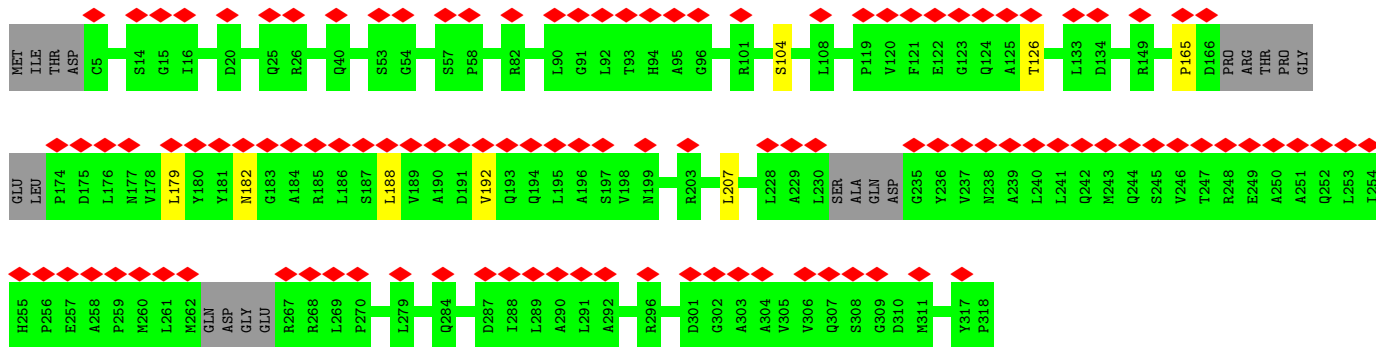 MET ILE THR ASP C5 S14 G15 I16 D20 Q25 R26 Q40 S53 G54 S57 P58 R82 L90 G91 L92 T93 H94 A95 G96 R101 S104 L108 P119 V120 F121 E122 G123 Q124 A125 T126 L133 D134 R149 P165 D166 PRO ARG THR PRO GLY
GLU LEU P174 D175 L176 N177 V178 L179 Y180 Y181 N182 G183 A184 R185 L186 S187 L188 V189 A190 D191 V192 Q193 Q194 L195 A196 S197 V198 N199 R203 L207 L228 A229 L230 SER ALA GLN ASP G235 Y236 V237 N238 A239 L240 L241 Q242 M243 Q244 S245 V246 T247 R248 E249 A250 A251 Q252 L253 I254
H255 P256 E257 A258 P259 M260 L261 M262 GLN ASP GLY GLU R267 R268 L269 P270 L279 Q284 D287 I288 L289 A290 L291 A292 R296 D301 G302 A303 A304 V305 V306 Q307 S308 G309 D310 M311 Y317 P318